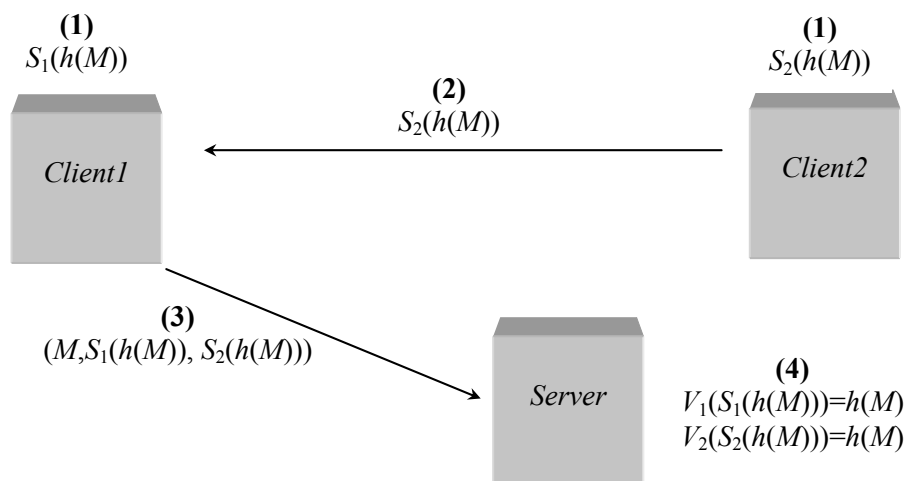 (1)
S₁(h(M))
(1)
S₂(h(M))
(2)
S₂(h(M))
Client1
Client2
(3)
(M,S₁(h(M)), S₂(h(M)))
Server
(4)
V₁(S₁(h(M)))=h(M)
V₂(S₂(h(M)))=h(M)